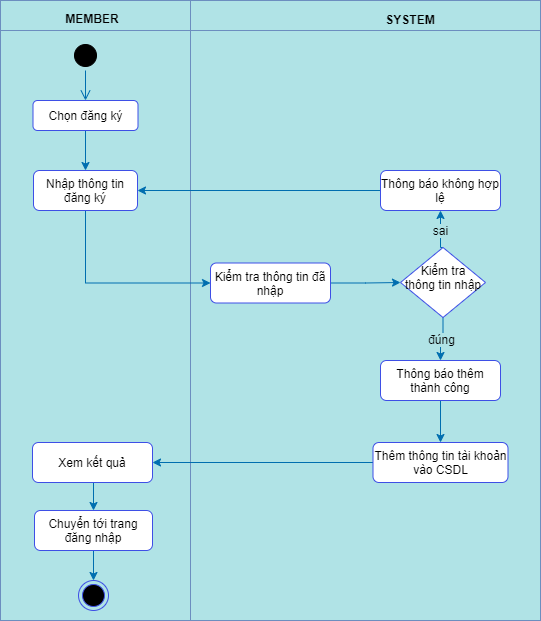 MEMBER
SYSTEM
Chọn đăng ký
Nhập thông tin
đăng ký
Thông báo không hợp
lệ
sai
Kiểm tra thông tin đã
nhập
Kiểm tra
thông tin nhập
đúng
Thông báo thêm
thành công
Xem kết quả
Thêm thông tin tài khoản
vào CSDL
Chuyển tới trang
đăng nhập